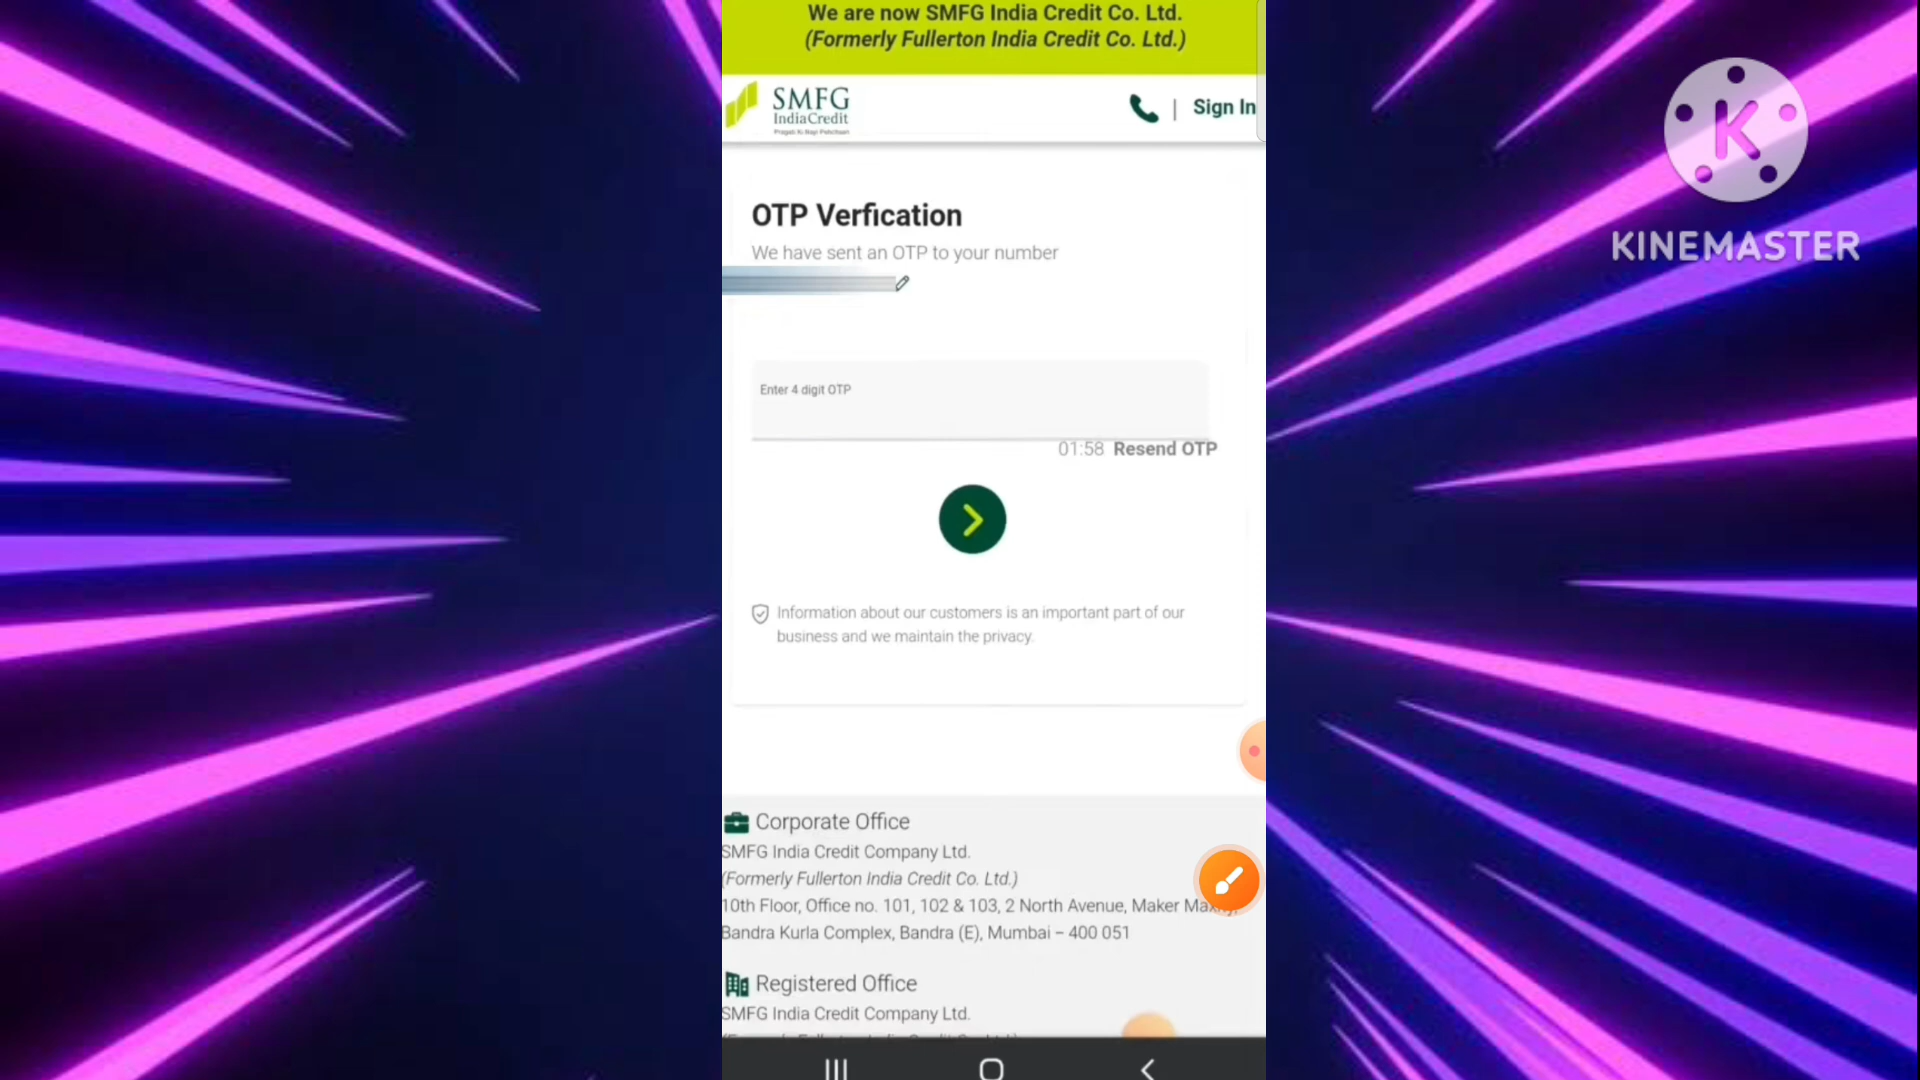 We are now SMFG India Credit Co. Ltd.
(Formerly Fullerton India Credit Co. Ltd.)
SMFG
IndiaCredit
Pragati Ki Nayi Pehchaan
| Sign In
K
KINEMASTER
OTP Verfication
We have sent an OTP to your number
Enter 4 digit OTP
01:58 Resend OTP
Information about our customers is an important part of our
business and we maintain the privacy.
Corporate Office
SMFG India Credit Company Ltd.
(Formerly Fullerton India Credit Co. Ltd.)
10th Floor, Office no. 101, 102 & 103, 2 North Avenue, Maker
Bandra Kurla Complex, Bandra (E), Mumbai – 400 051
Registered Office
SMFG India Credit Company Ltd.